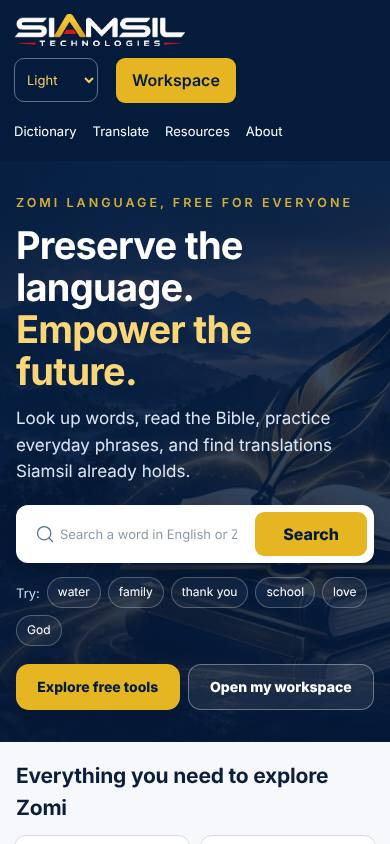 SIAMSIL
TECHNOLOGIES
Light
Workspace
Dictionary Translate Resources About
ZOMI LANGUAGE, FREE FOR EVERYONE
Preserve the
language.
Empower the
future.
Look up words, read the Bible, practice
everyday phrases, and find translations
Siamsil already holds.
Search a word in English or Z
Search
Try: water family thank you school love
God
Explore free tools Open my workspace
Everything you need to explore
Zomi